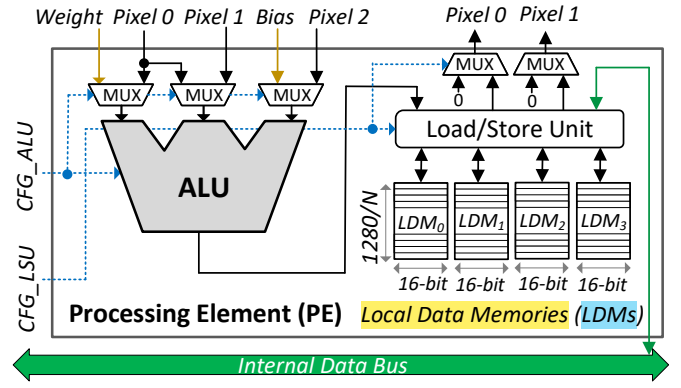 Weight Pixel 0 Pixel 1 Bias Pixel 2 Pixel 0 Pixel 1
MUX MUX MUX MUX MUX
0 0
Load/Store Unit
ALU
CFG_ALU
CFG_LSU
1280/N
LDM0 LDM1 LDM2 LDM3
16-bit 16-bit 16-bit 16-bit
Processing Element (PE) Local Data Memories (LDMs)
Internal Data Bus